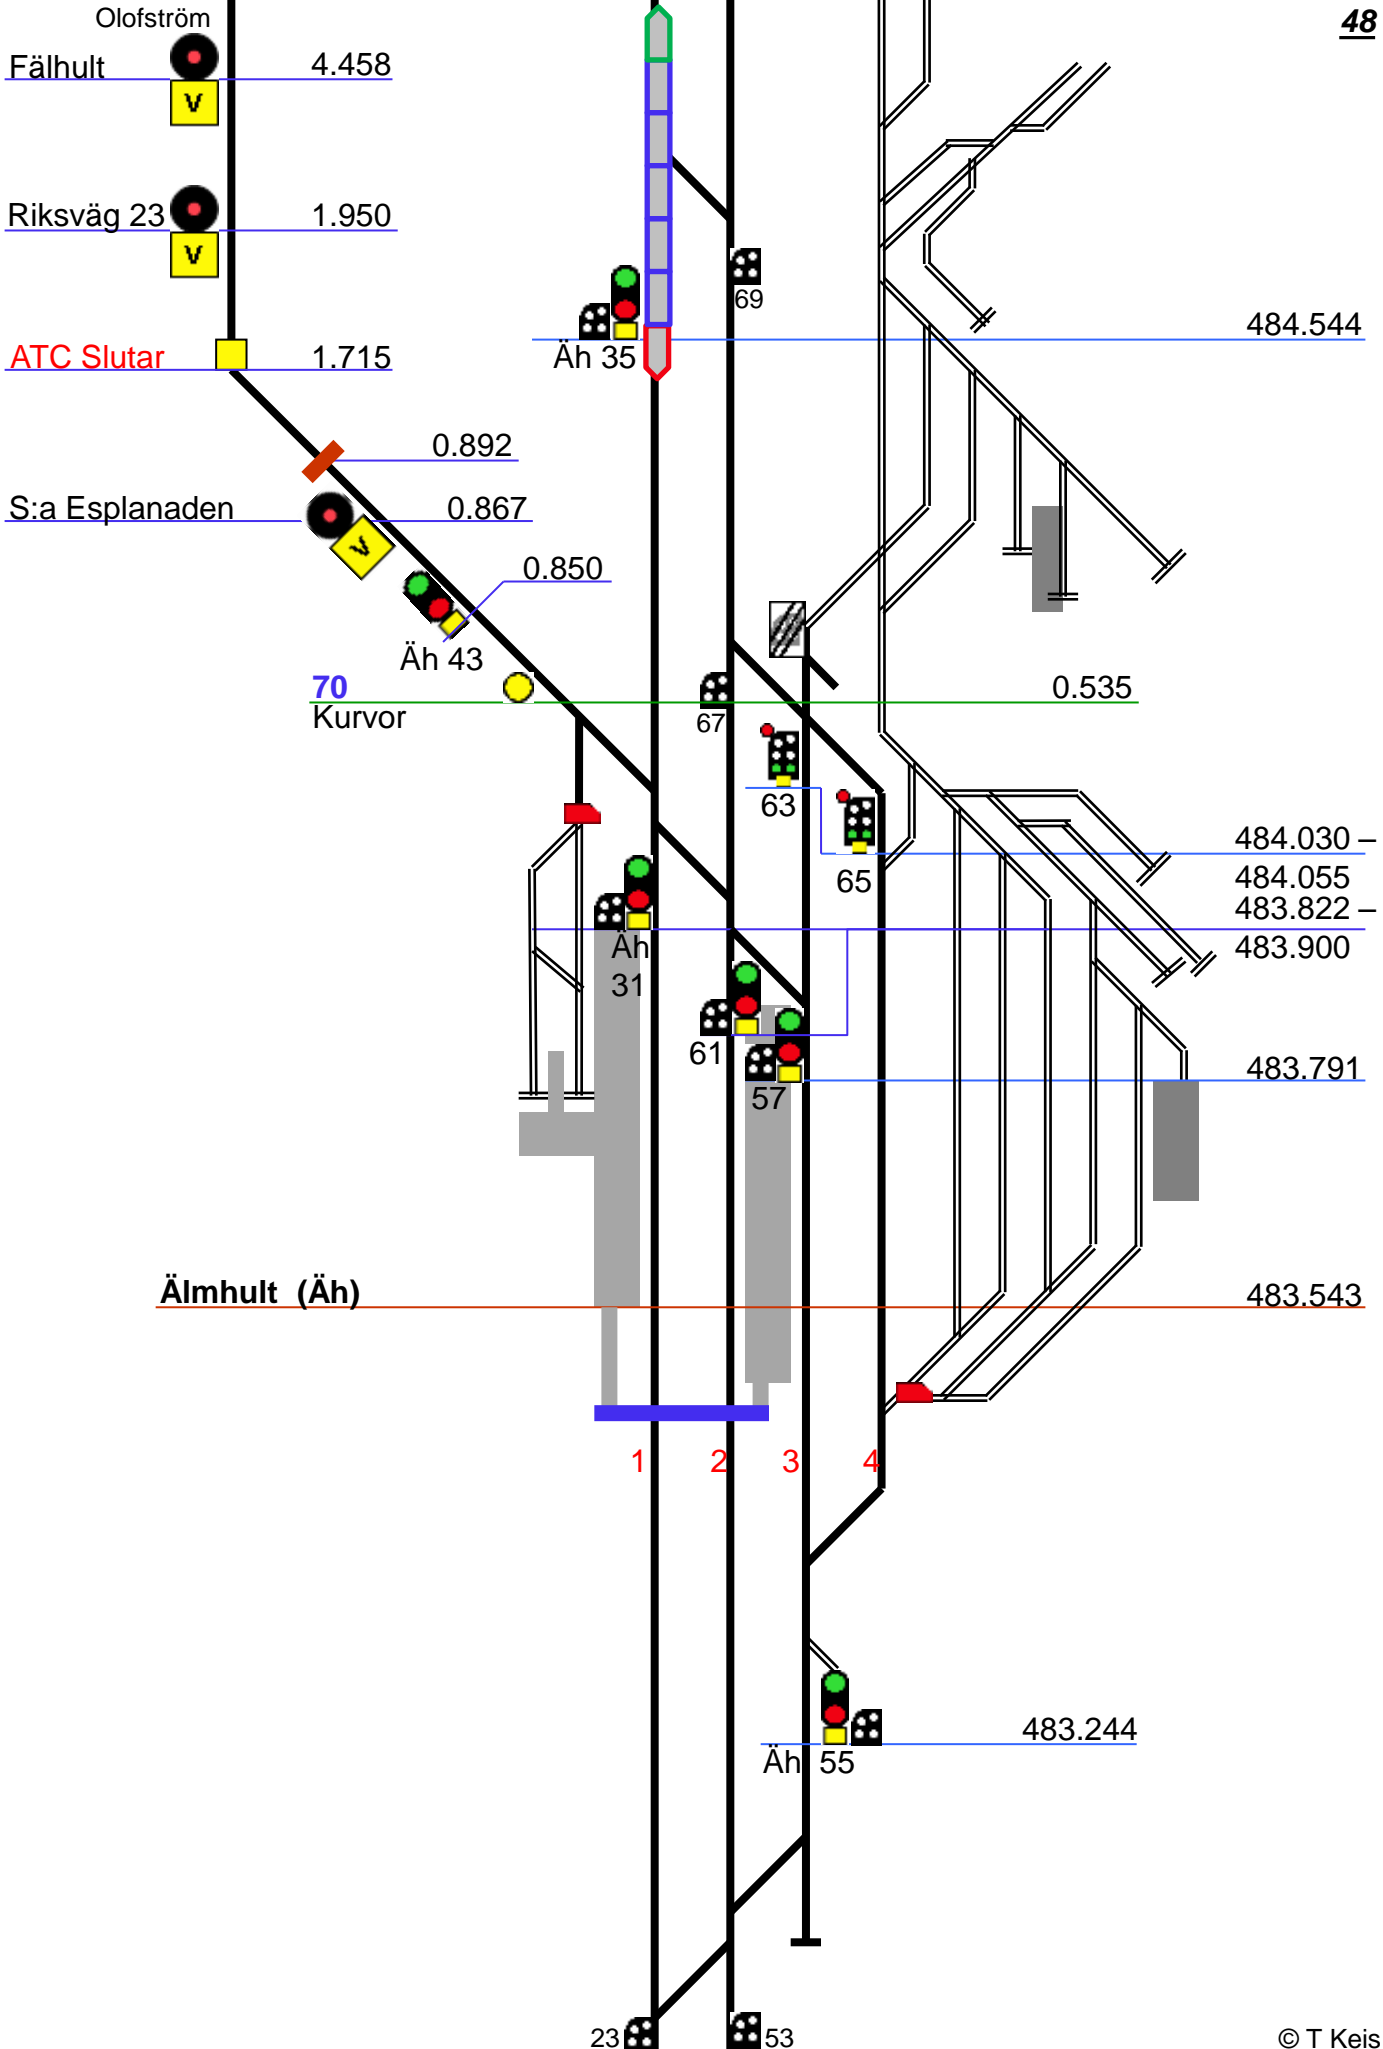 Olofström
48
Fälhult 4.458
V
Riksväg 23 1.950
V
69
484.544
ATC Slutar 1.715
Äh 35
0.892
S:a Esplanaden 0.867
V
0.850
Äh 43
70 0.535
Kurvor
67
63
484.030 –
65
484.055
483.822 –
Äh
31
483.900
61
483.791
57
Älmhult (Äh) 483.543
1 2 3 4
483.244
Äh 55
23 53
© T Keis